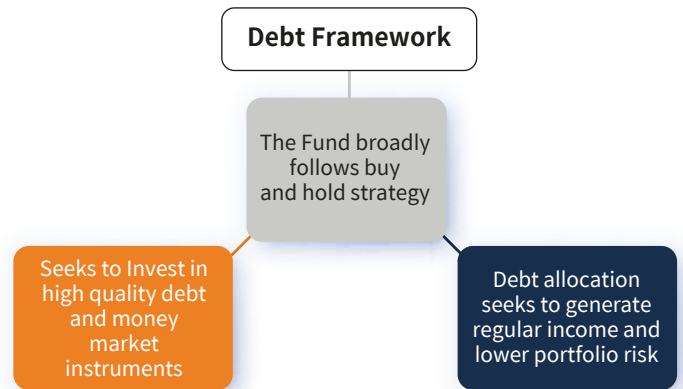 Debt Framework
The Fund broadly
follows buy
and hold strategy
Seeks to Invest in
high quality debt
and money
market
instruments
Debt allocation
seeks to generate
regular income and
lower portfolio risk